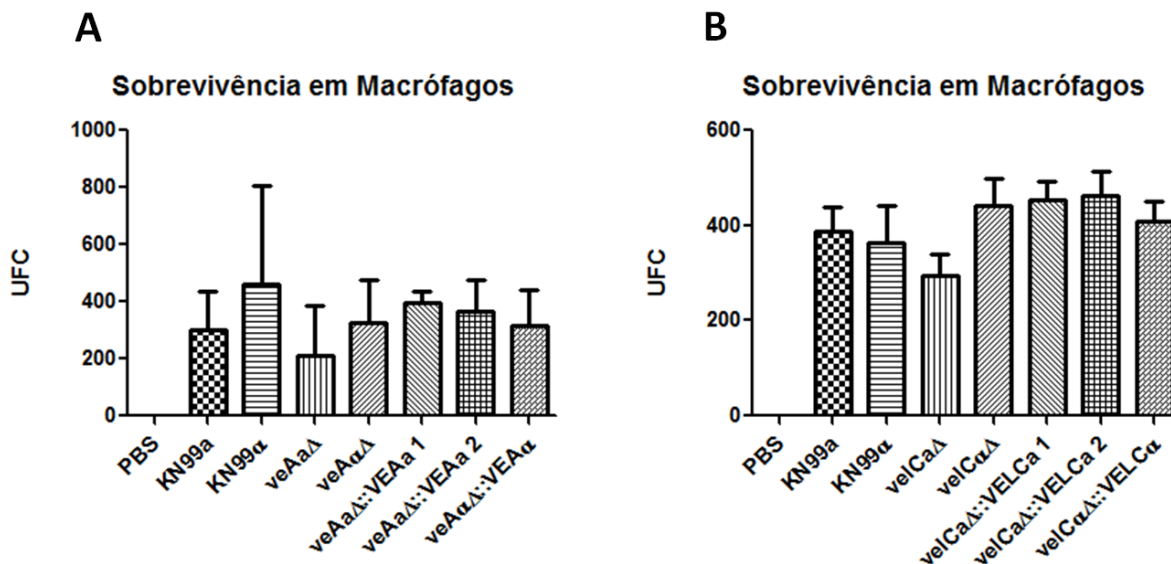 A
Sobrevivência em Macrófagos
1000
800
600
400
200
0
UFC
PBS
KN99a
KN99α
veAaΔ
veAαΔ
veAaΔ::VEAa 1
veAaΔ::VEAa 2
veAαΔ::VEAα
B
Sobrevivência em Macrófagos
600
400
200
0
UFC
PBS
KN99a
KN99α
velCaΔ
velCαΔ
velCaΔ::VELCa 1
velCaΔ::VELCa 2
velCαΔ::VELCα